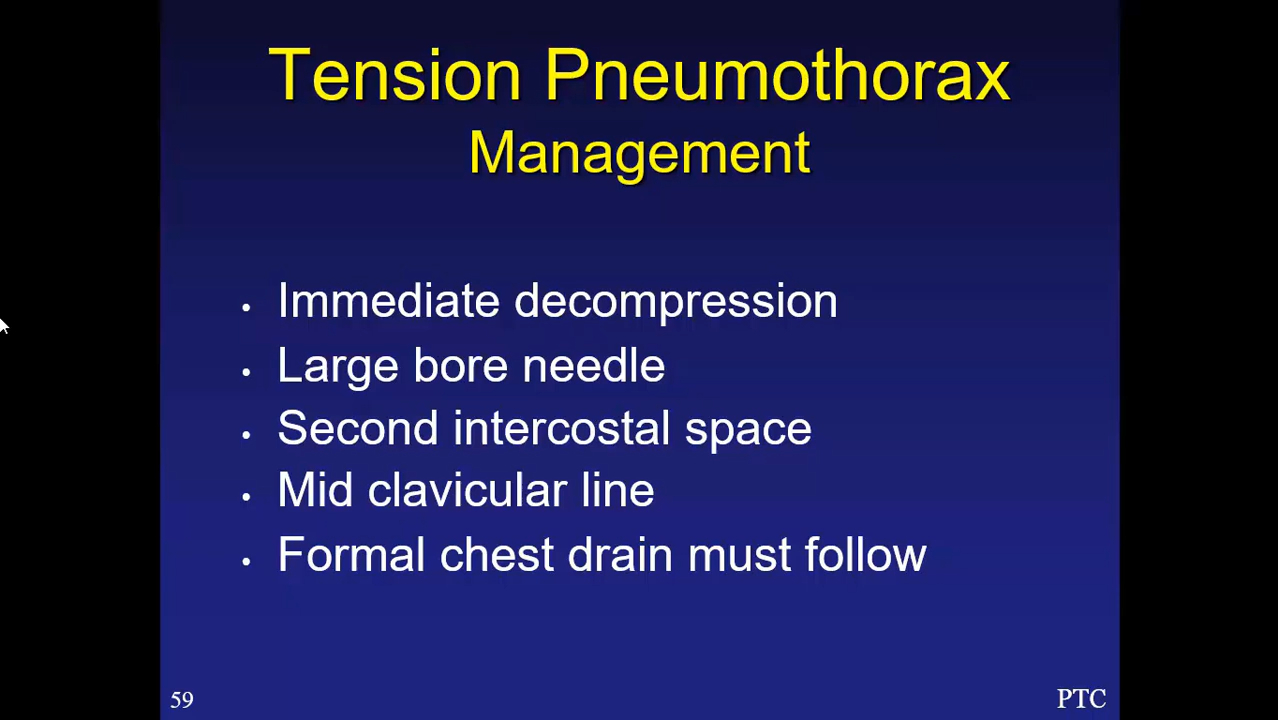 Tension Pneumothorax
Management
• Immediate decompression
• Large bore needle
• Second intercostal space
• Mid clavicular line
• Formal chest drain must follow
59
PTC